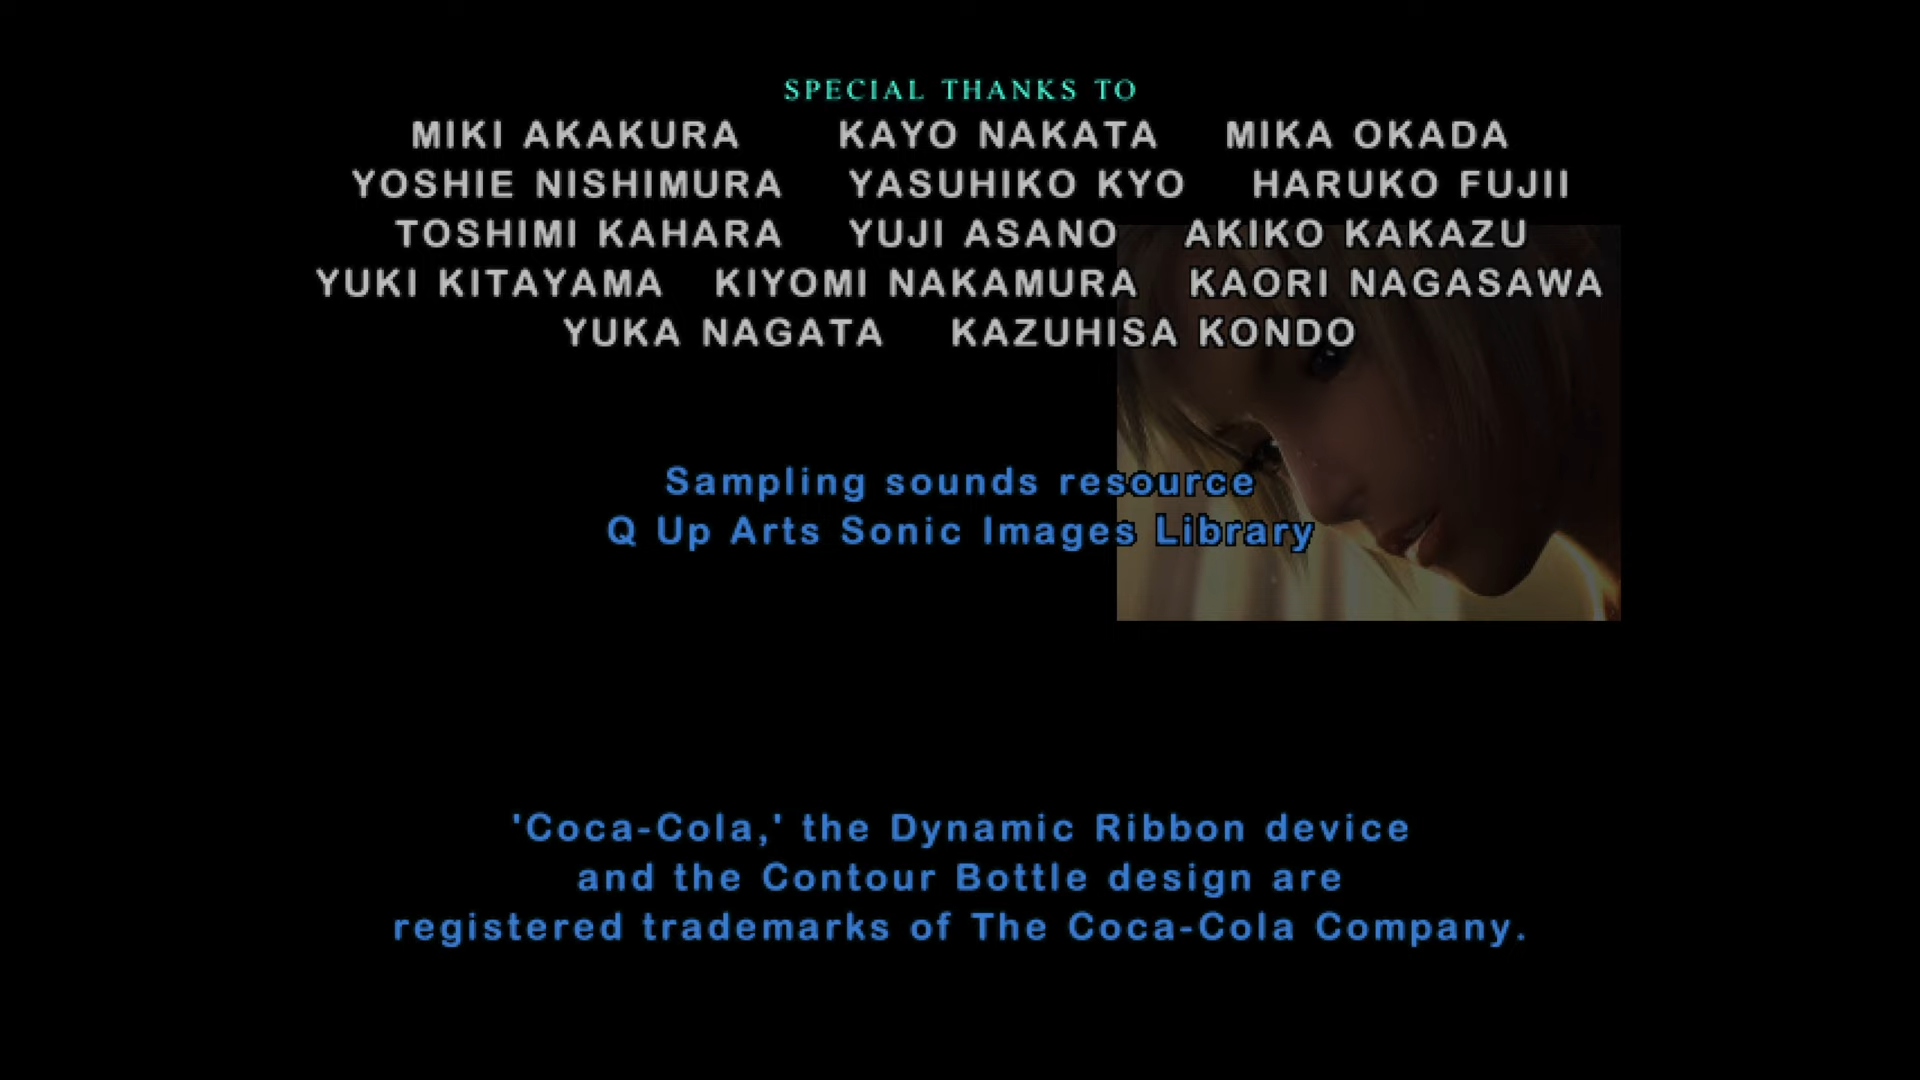 SPECIAL THANKS TO
MIKI AKAKURA KAYO NAKATA MIKA OKADA
YOSHIE NISHIMURA YASUHIKO KYO HARUKO FUJII
TOSHIMI KAHARA YUJI ASANO AKIKO KAKAZU
YUKI KITAYAMA KIYOMI NAKAMURA KAORI NAGASAWA
YUKA NAGATA KAZUHISA KONDO
Sampling sounds resource
Q Up Arts Sonic Images Library
'Coca-Cola,' the Dynamic Ribbon device
and the Contour Bottle design are
registered trademarks of The Coca-Cola Company.